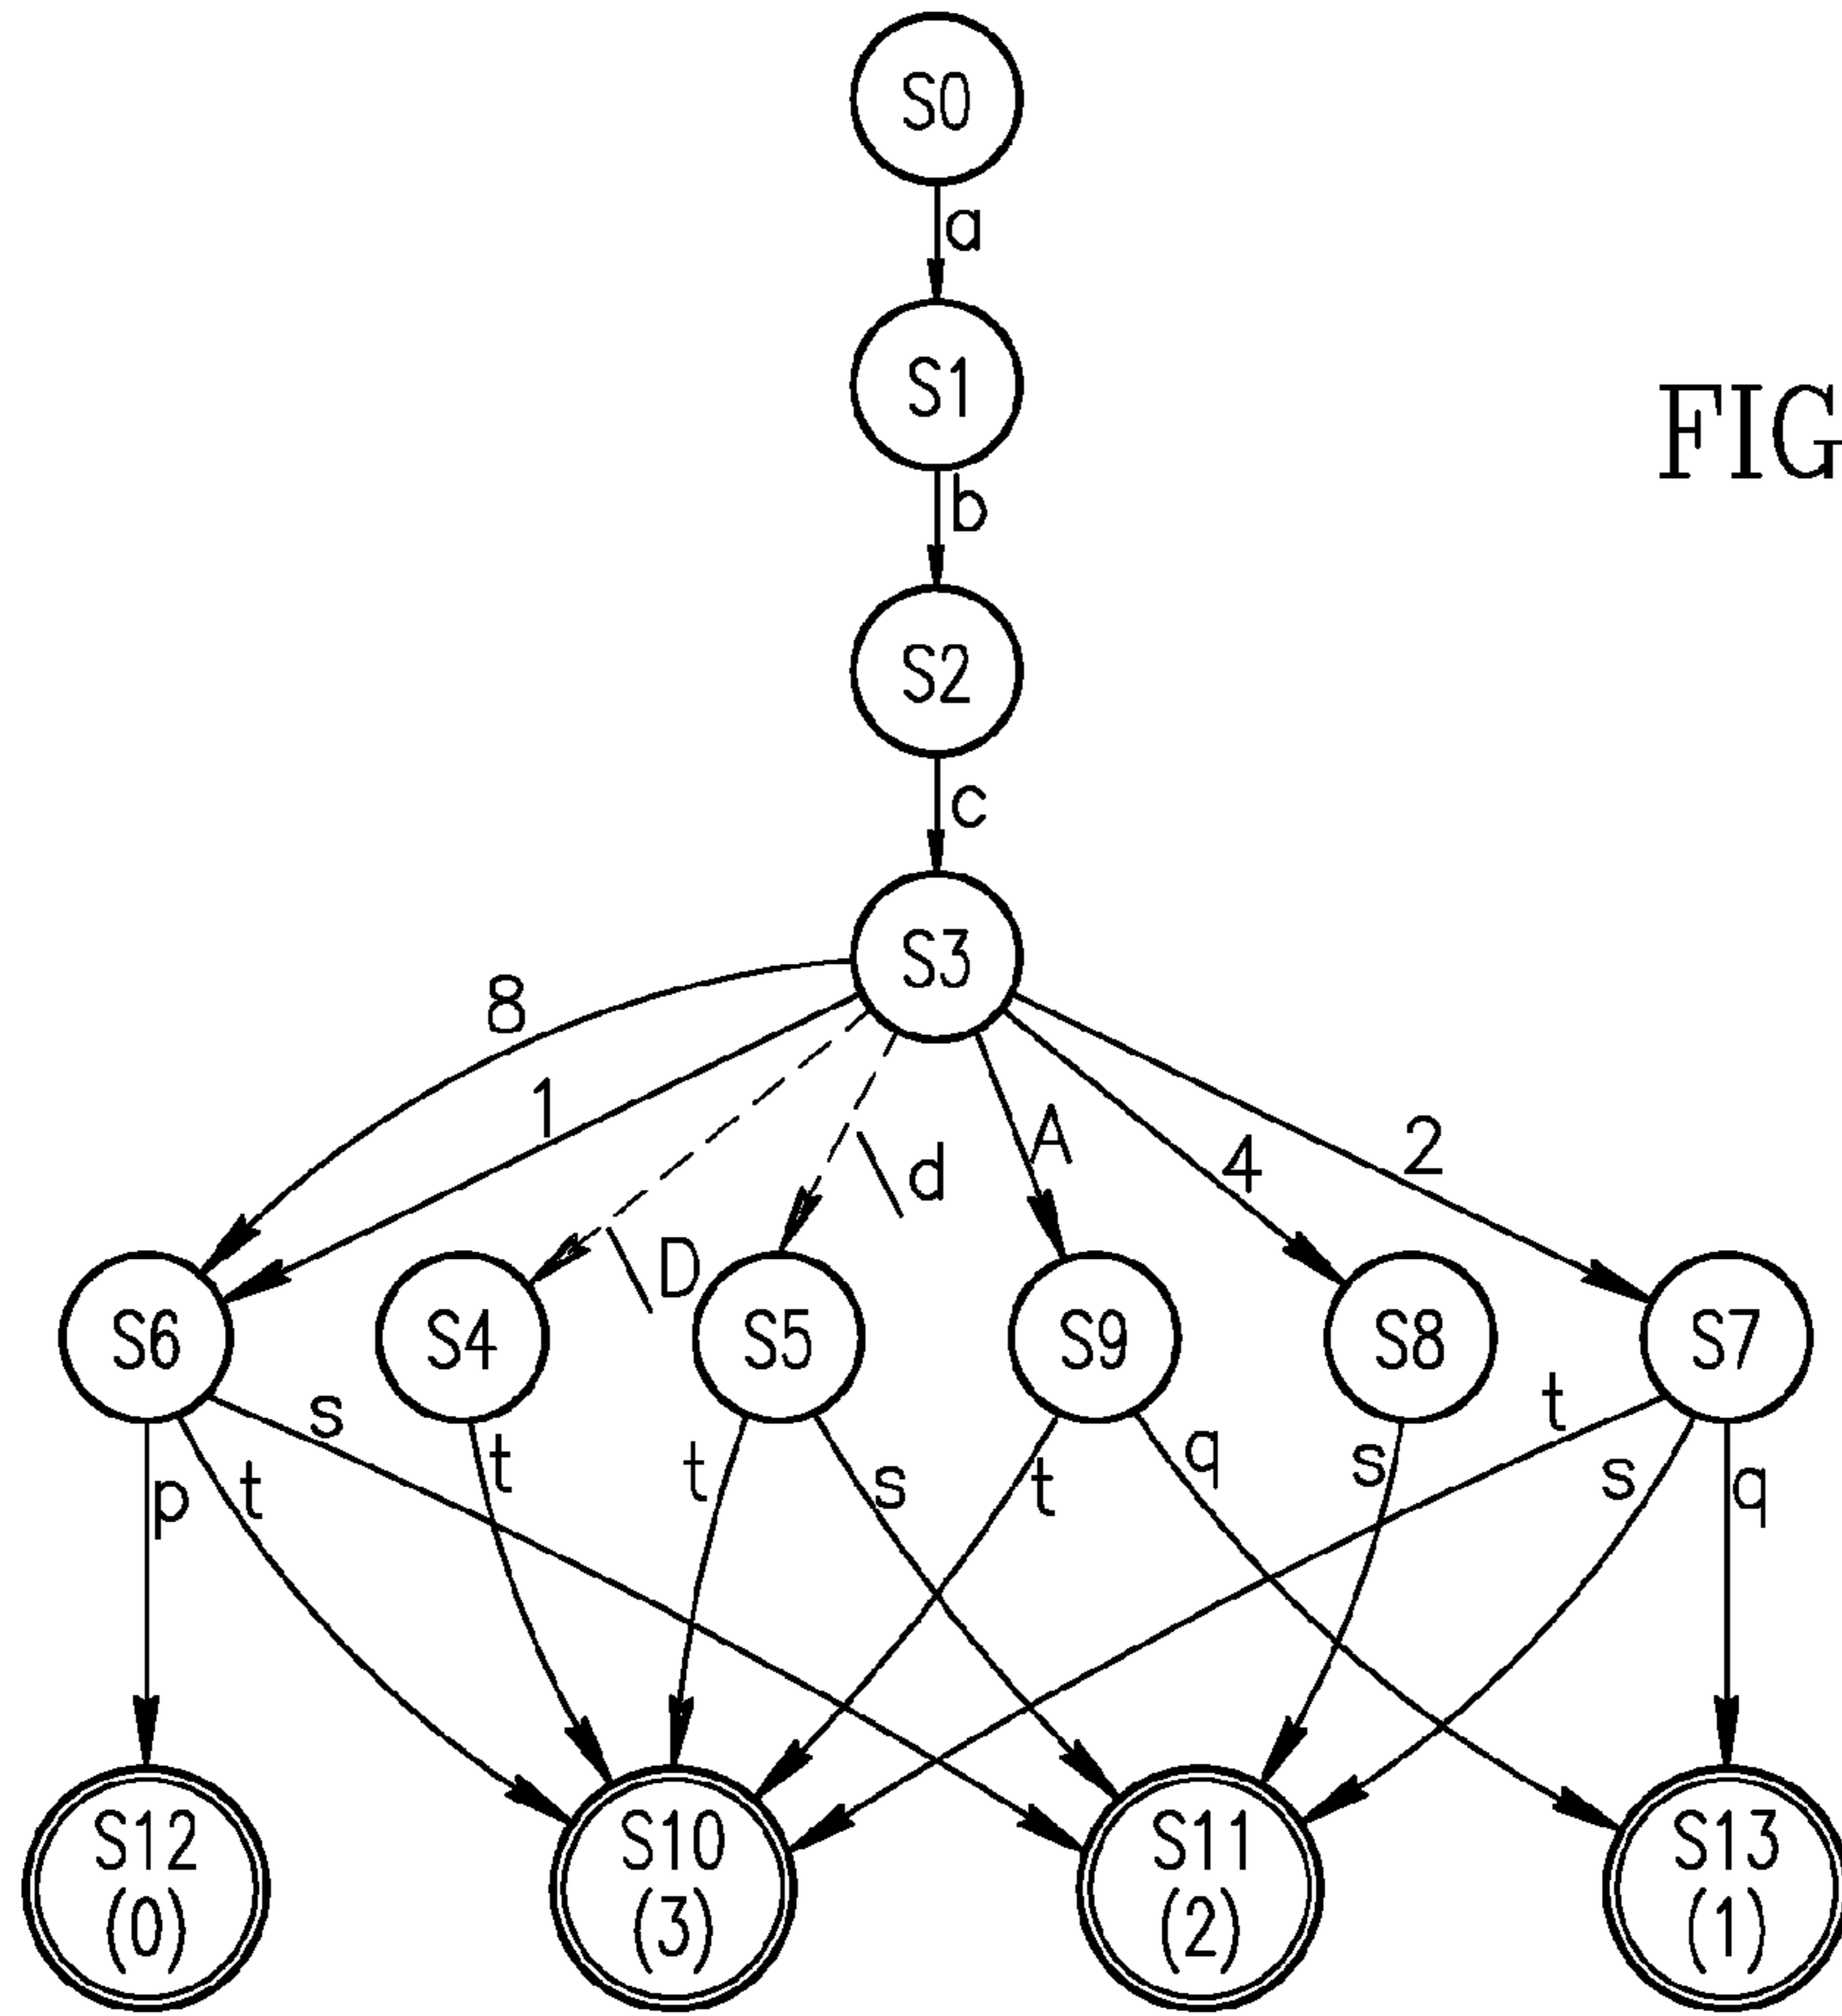 S0
a
S1
FIG
b
S2
c
S3
8
1
A
4
2
\d
\D
S6
S4
S5
S9
S8
S7
s
t
p
t
t
t
s
t
q
s
s
q
S12
(0)
S10
(3)
S11
(2)
S13
(1)